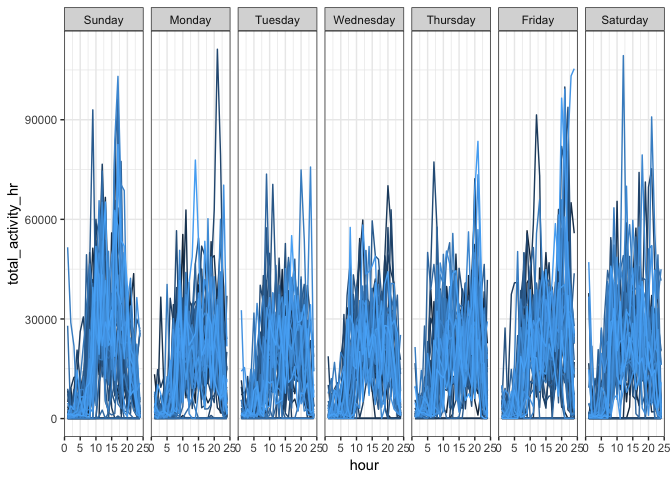 Sunday Monday Tuesday Wednesday Thursday Friday Saturday
90000
60000
30000
0
0 5 10 15 20 25 0 5 10 15 20 25 0 5 10 15 20 25 0 5 10 15 20 25 0 5 10 15 20 25 0 5 10 15 20 25 0 5 10 15 20 25
hour
total_activity_hr